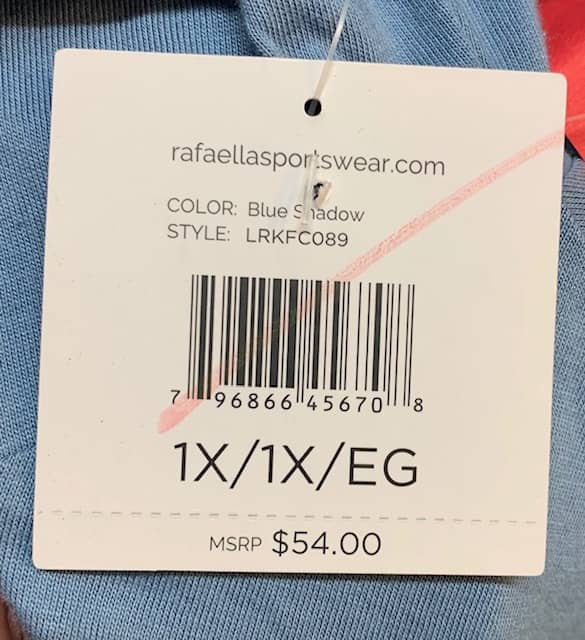 rafaellasportswear.com
COLOR: Blue Shadow
STYLE: LRKFC089
7 96866 45670 8
1X/1X/EG
MSRP $54.00